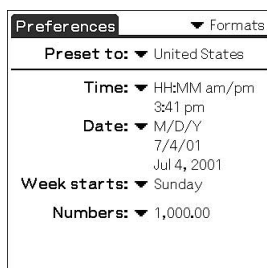 Preferences Formats
Preset to: United States
Time: HH:MM am/pm
3:41 pm
Date: M/D/Y
7/4/01
Jul 4, 2001
Week starts: Sunday
Numbers: 1,000.00